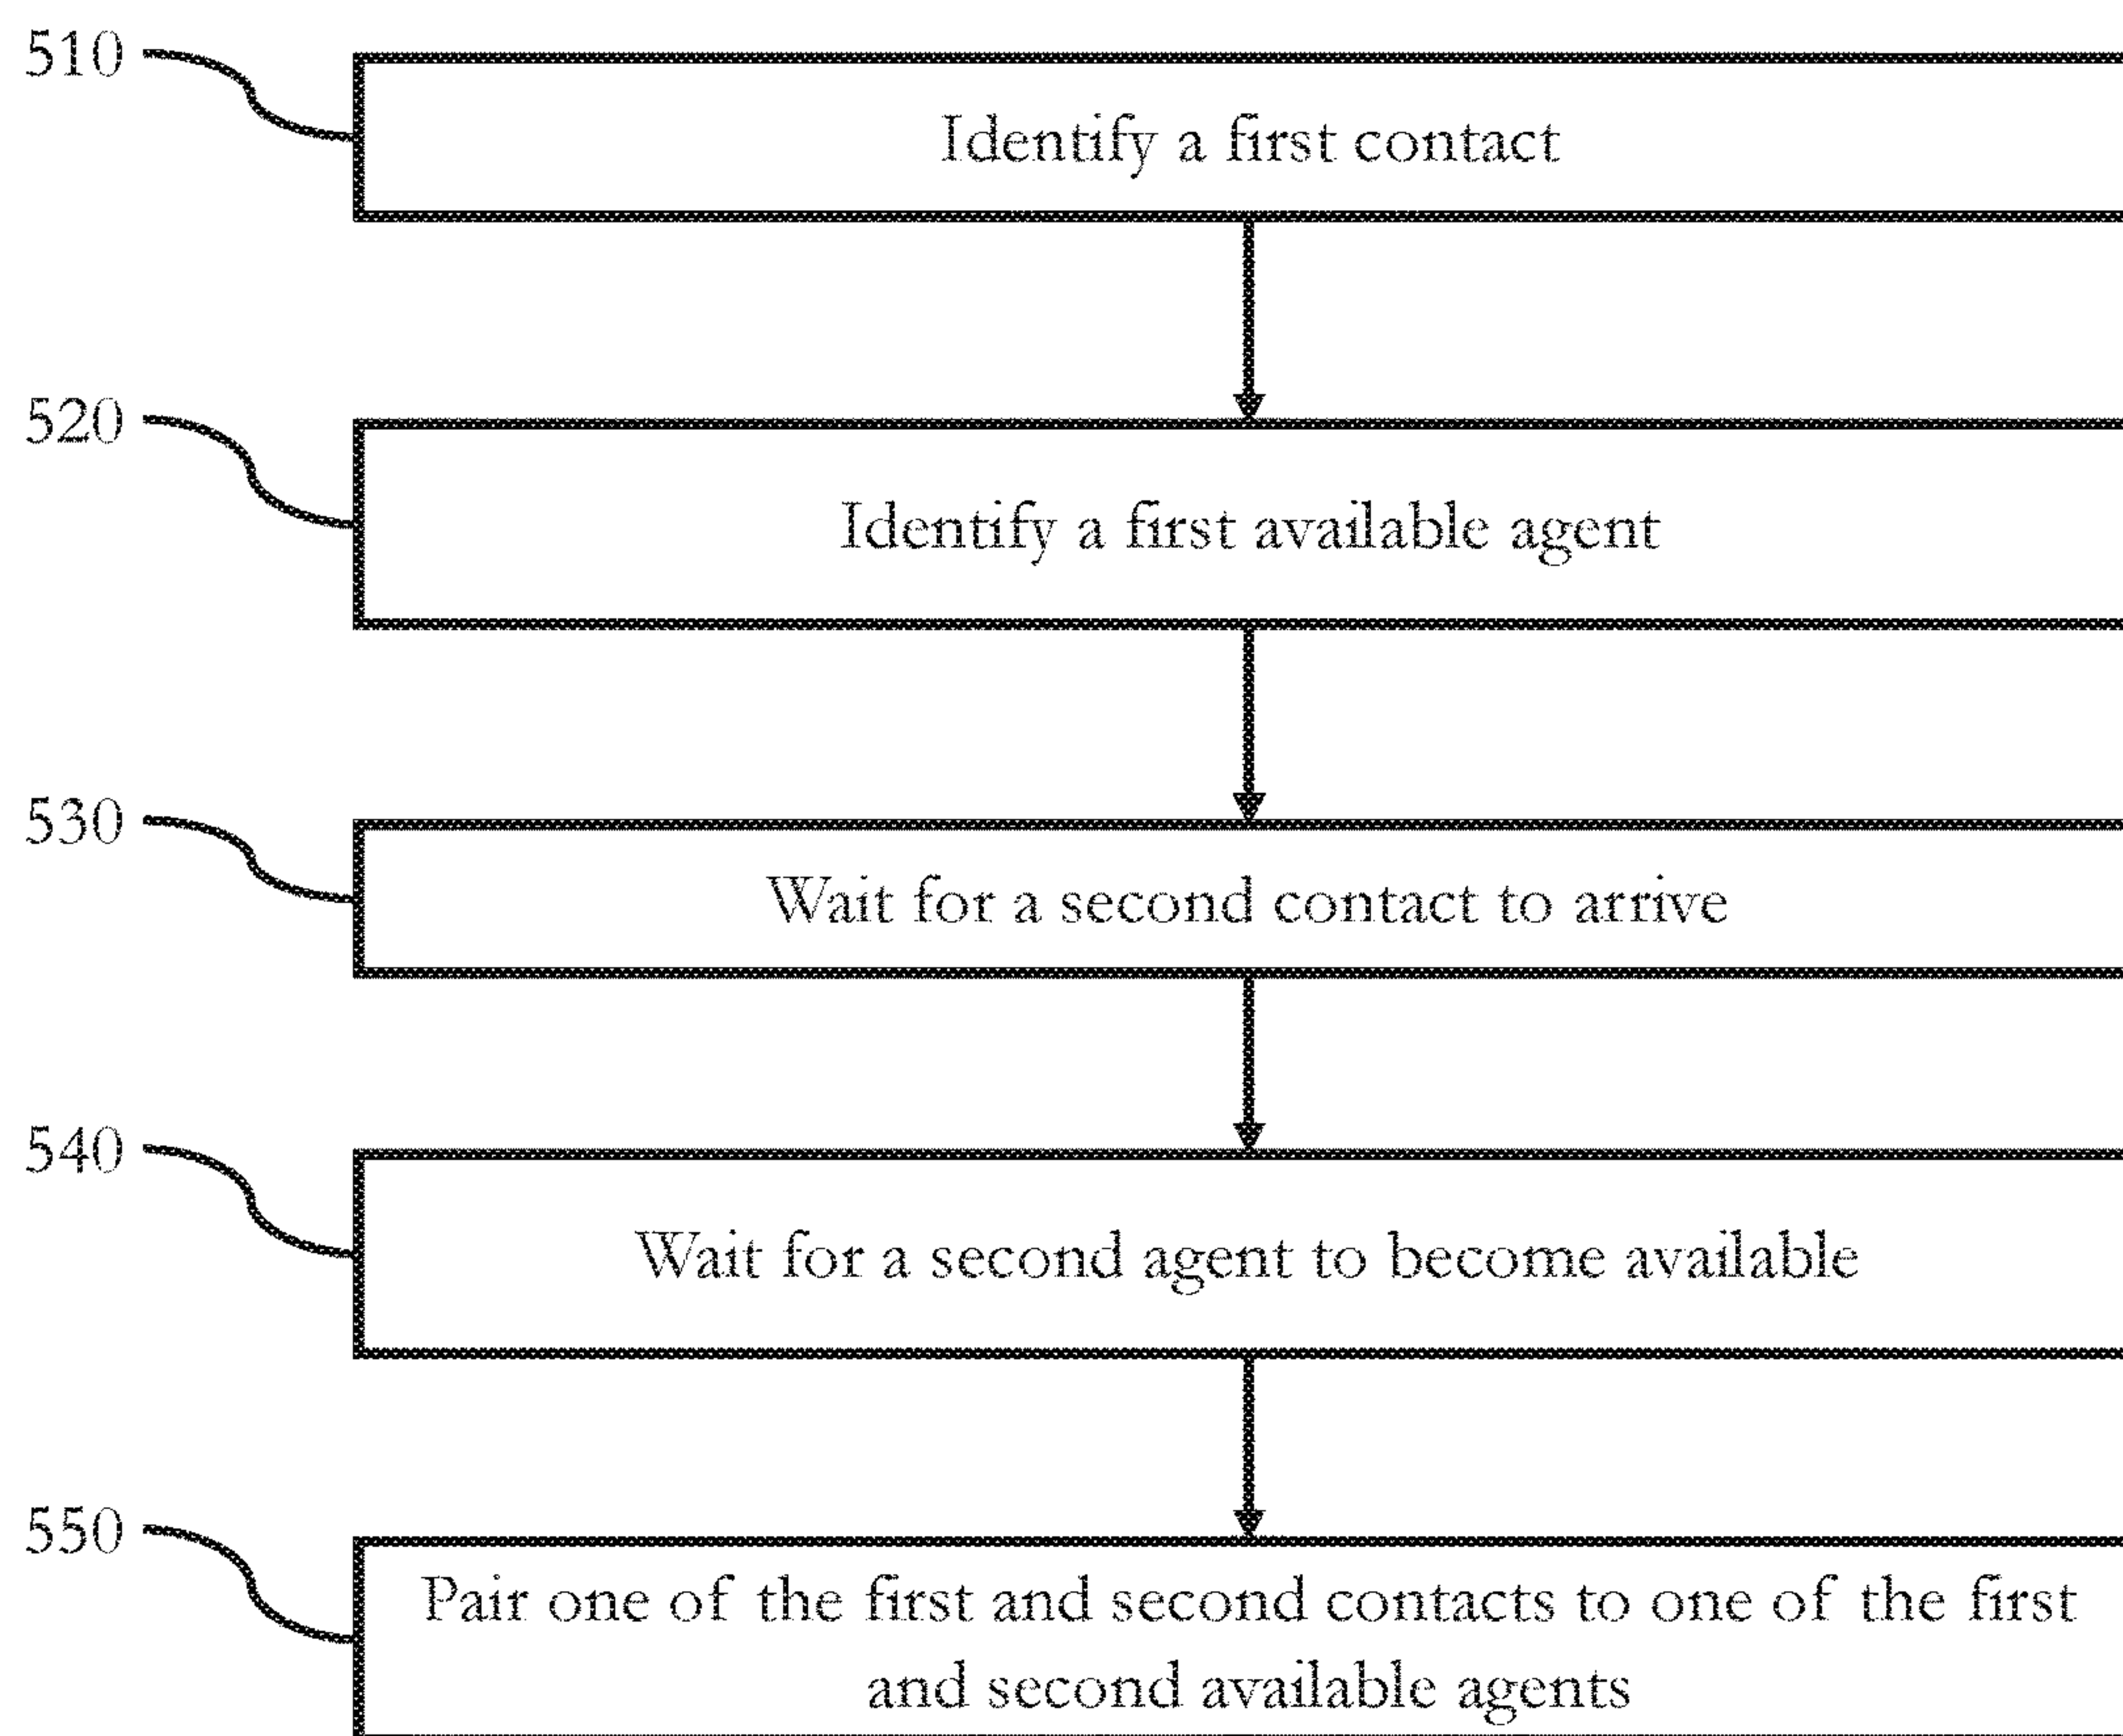 510
Identify a first contact
520
Identify a first available agent
530
Wait for a second contact to arrive
540
Wait for a second agent to become available
550
Pair one of the first and second contacts to one of the first
and second available agents